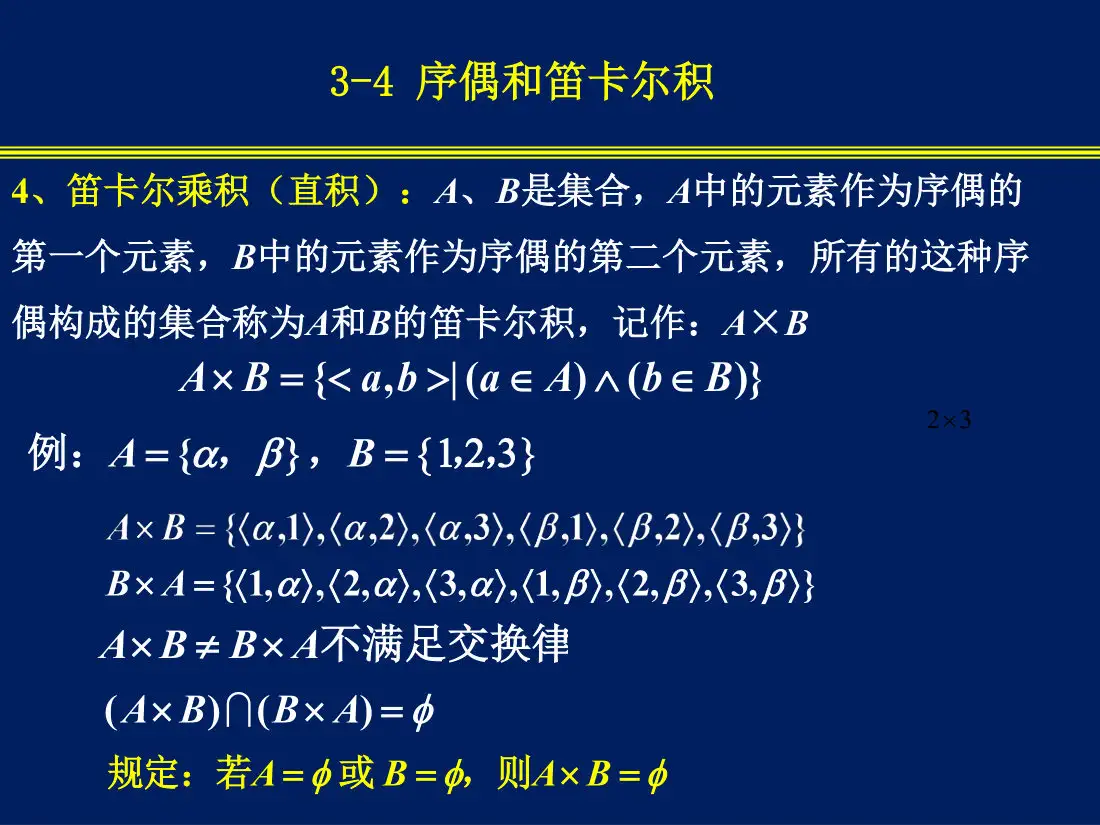 3-4 序偶和笛卡尔积
4、笛卡尔乘积（直积）：A、B是集合，A中的元素作为序偶的
第一个元素，B中的元素作为序偶的第二个元素，所有的这种序
偶构成的集合称为A和B的笛卡尔积，记作：A×B
A×B={<a,b>|(a∈A)∧(b∈B)}
2×3
例：A={α，β}，B={1,2,3}
A×B={⟨α,1⟩,⟨α,2⟩,⟨α,3⟩,⟨β,1⟩,⟨β,2⟩,⟨β,3⟩}
B×A={⟨1,α⟩,⟨2,α⟩,⟨3,α⟩,⟨1,β⟩,⟨2,β⟩,⟨3,β⟩}
A×B≠B×A不满足交换律
(A×B)⋂(B×A)=ϕ
规定：若A=ϕ或 B=ϕ，则A×B=ϕ